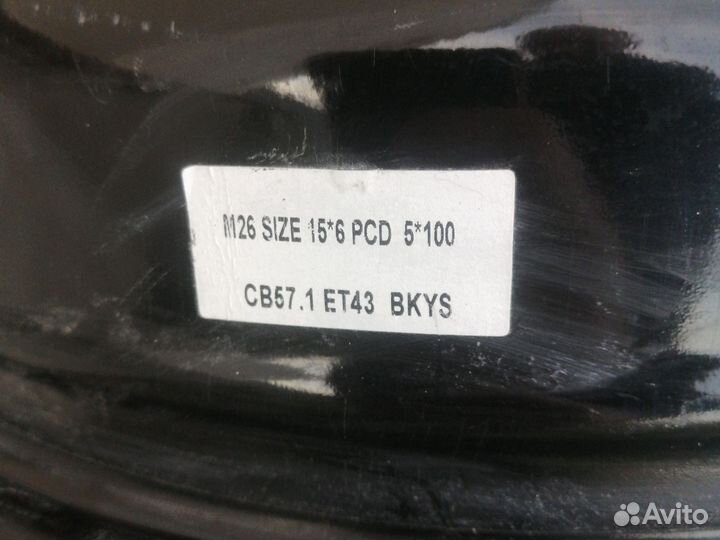 M26 SIZE 15*6 PCD 5*100
CB57.1 ET43 BKYS
Avito